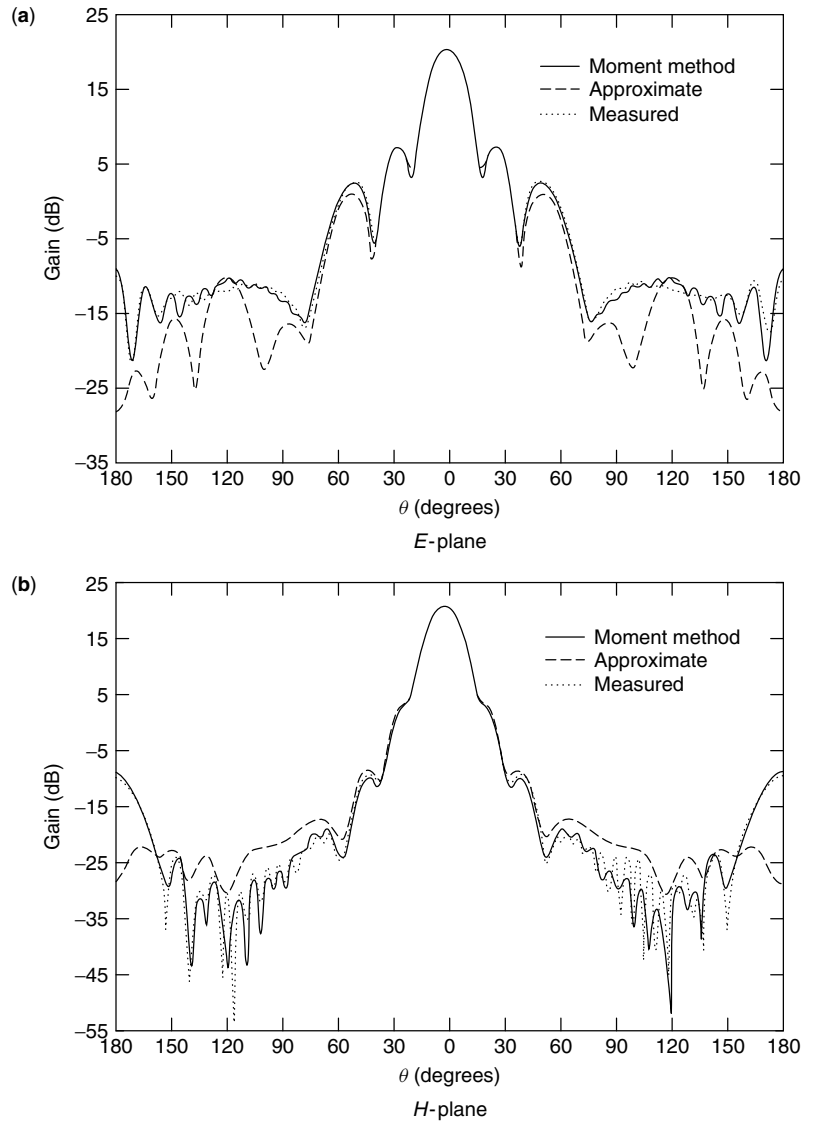 (a)
25
15
5
−5
−15
−25
−35
Gain (dB)
Moment method
Approximate
Measured
180 150 120 90 60 30 0 30 60 90 120 150 180
θ (degrees)
E-plane
(b)
25
15
5
−5
−15
−25
−35
−45
−55
Gain (dB)
Moment method
Approximate
Measured
180 150 120 90 60 30 0 30 60 90 120 150 180
θ (degrees)
H-plane